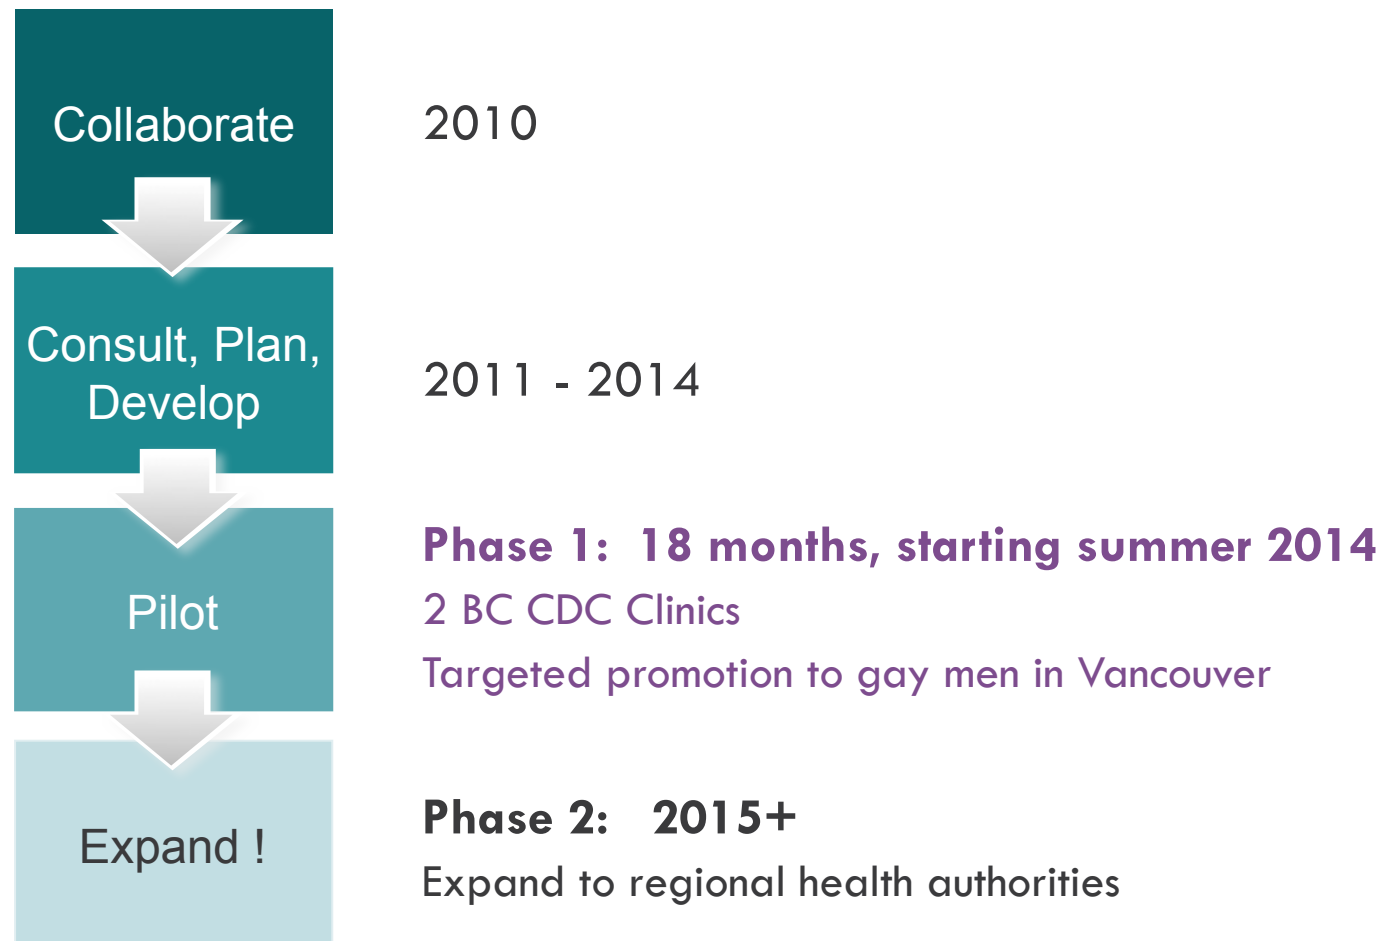 Collaborate
2010
Consult, Plan,
Develop
2011 - 2014
Pilot
Phase 1:  18 months, starting summer 2014
2 BC CDC Clinics
Targeted promotion to gay men in Vancouver
Expand !
Phase 2:   2015+
Expand to regional health authorities